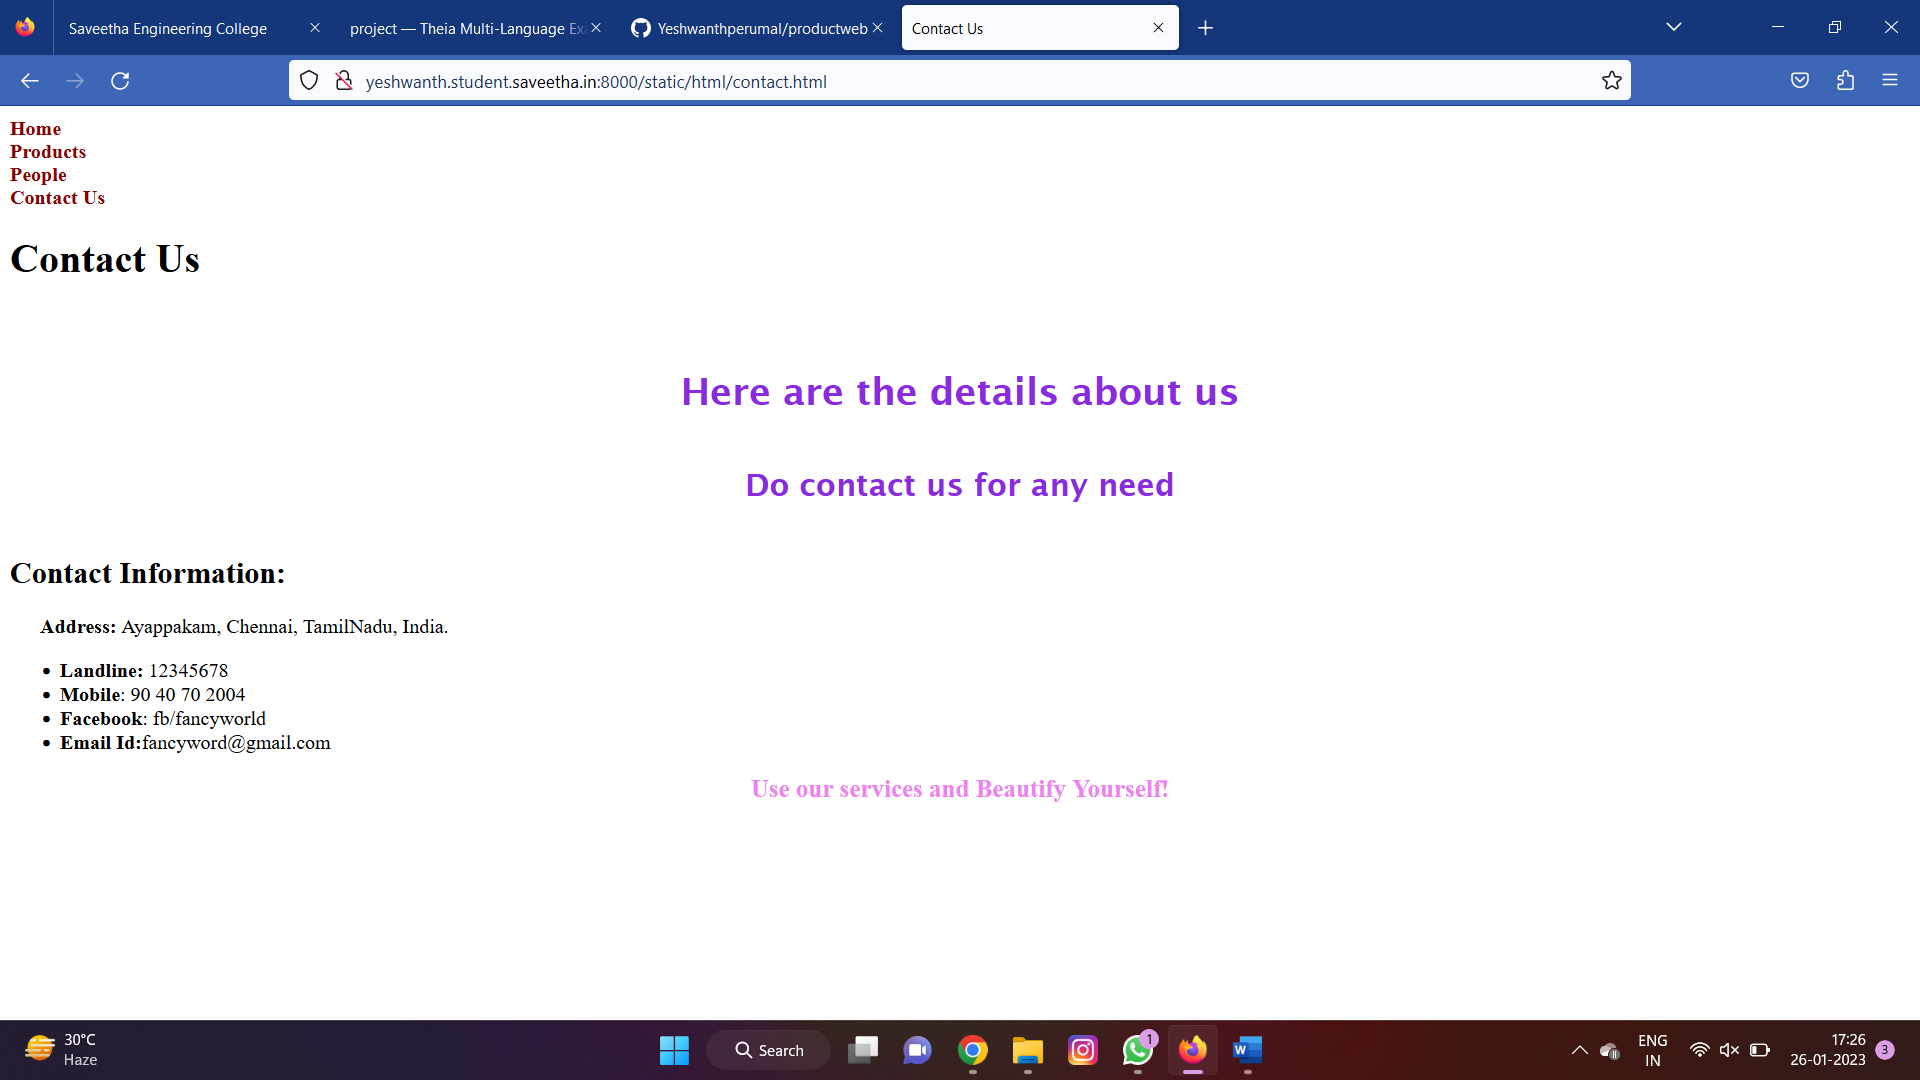 Saveetha Engineering College
project — Theia Multi-Language Ex
Yeshwanthperumal/productweb
Contact Us
yeshwanth.student.saveetha.in:8000/static/html/contact.html
Home
Products
People
Contact Us
Contact Us
Here are the details about us
Do contact us for any need
Contact Information:
Address: Ayappakam, Chennai, TamilNadu, India.
Landline: 12345678
Mobile: 90 40 70 2004
Facebook: fb/fancyworld
Email Id:fancyword@gmail.com
Use our services and Beautify Yourself!
30°C
Haze
Search
1
W
ENG
IN
17:26
26-01-2023
3